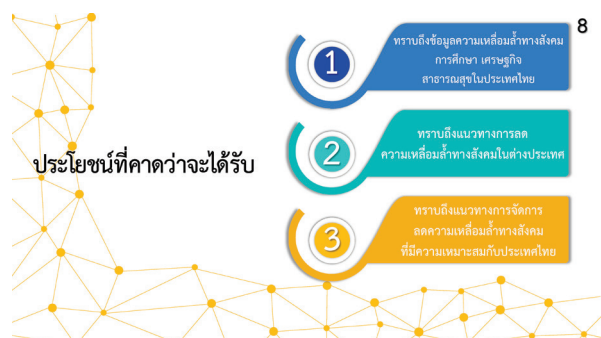 8
ประโยชน์ที่คาดว่าจะได้รับ
1
ทราบถึงข้อมูลความเหลื่อมล้ำทางสังคม
การศึกษา เศรษฐกิจ
สาธารณสุขในประเทศไทย
2
ทราบถึงแนวทางการลด
ความเหลื่อมล้ำทางสังคมในต่างประเทศ
3
ทราบถึงแนวทางการจัดการ
ลดความเหลื่อมล้ำทางสังคม
ที่มีความเหมาะสมกับประเทศไทย